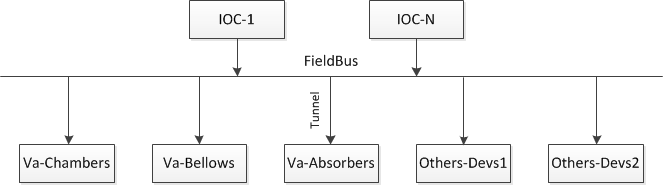 IOC-1
IOC-N
FieldBus
Tunnel
Va-Chambers
Va-Bellows
Va-Absorbers
Others-Devs1
Others-Devs2